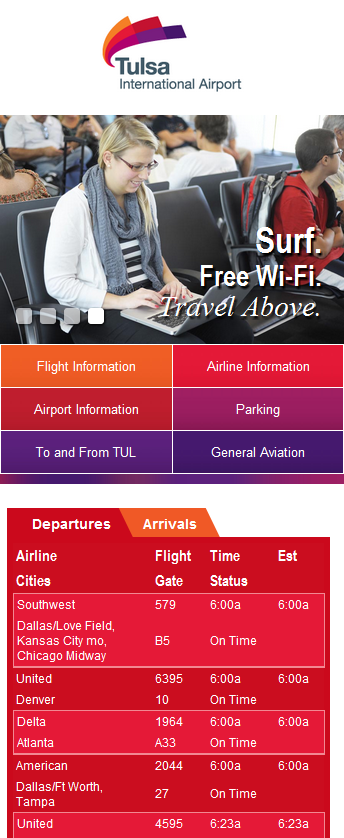 Tulsa
International Airport
Surf.
Free Wi-Fi.
Travel Above.
Flight Information
Airline Information
Airport Information
Parking
To and From TUL
General Aviation
Departures
Arrivals
Airline Flight Time Est
Cities Gate Status
Southwest 579 6:00a 6:00a
Dallas/Love Field,
Kansas City mo, B5 On Time
Chicago Midway
United 6395 6:00a 6:00a
Denver 10 On Time
Delta 1964 6:00a 6:00a
Atlanta A33 On Time
American 2044 6:00a 6:00a
Dallas/Ft Worth, 27 On Time
Tampa
United 4595 6:23a 6:23a